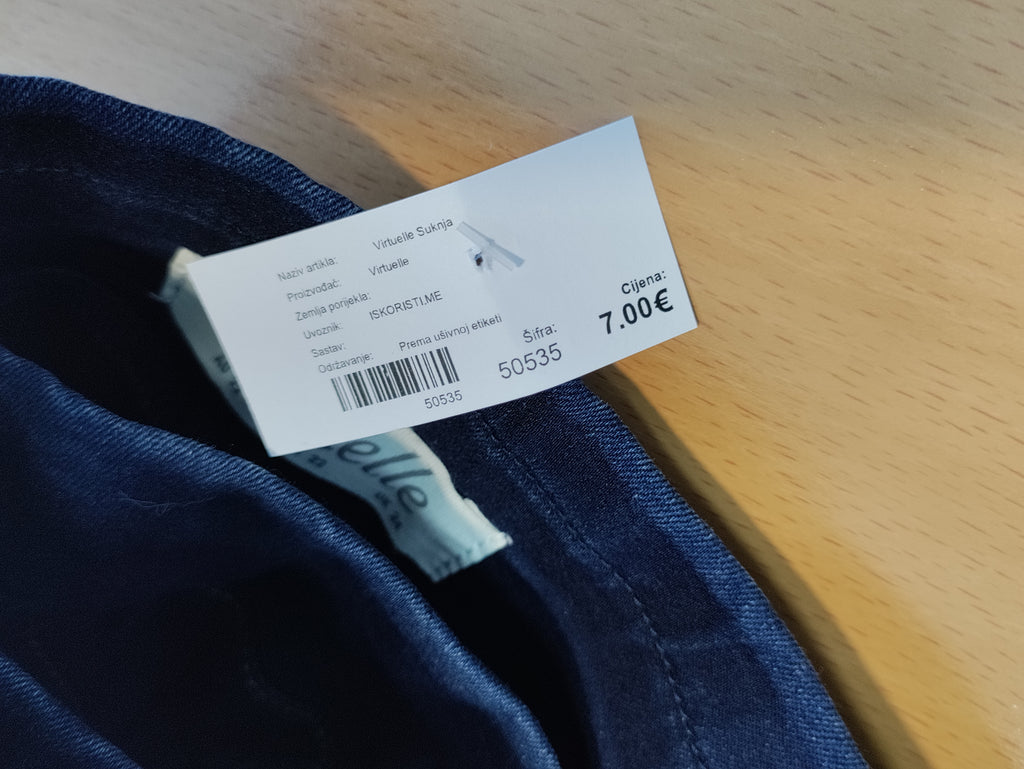 Naziv artikla: Virtuelle Suknja
Proizvođač: Virtuelle
Zemlja porijekla:
Uvoznik: ISKORISTI.ME
Sastav:
Održavanje: Prema ušivnoj etiketi
50535
Šifra:
50535
Cijena:
7.00€
elle